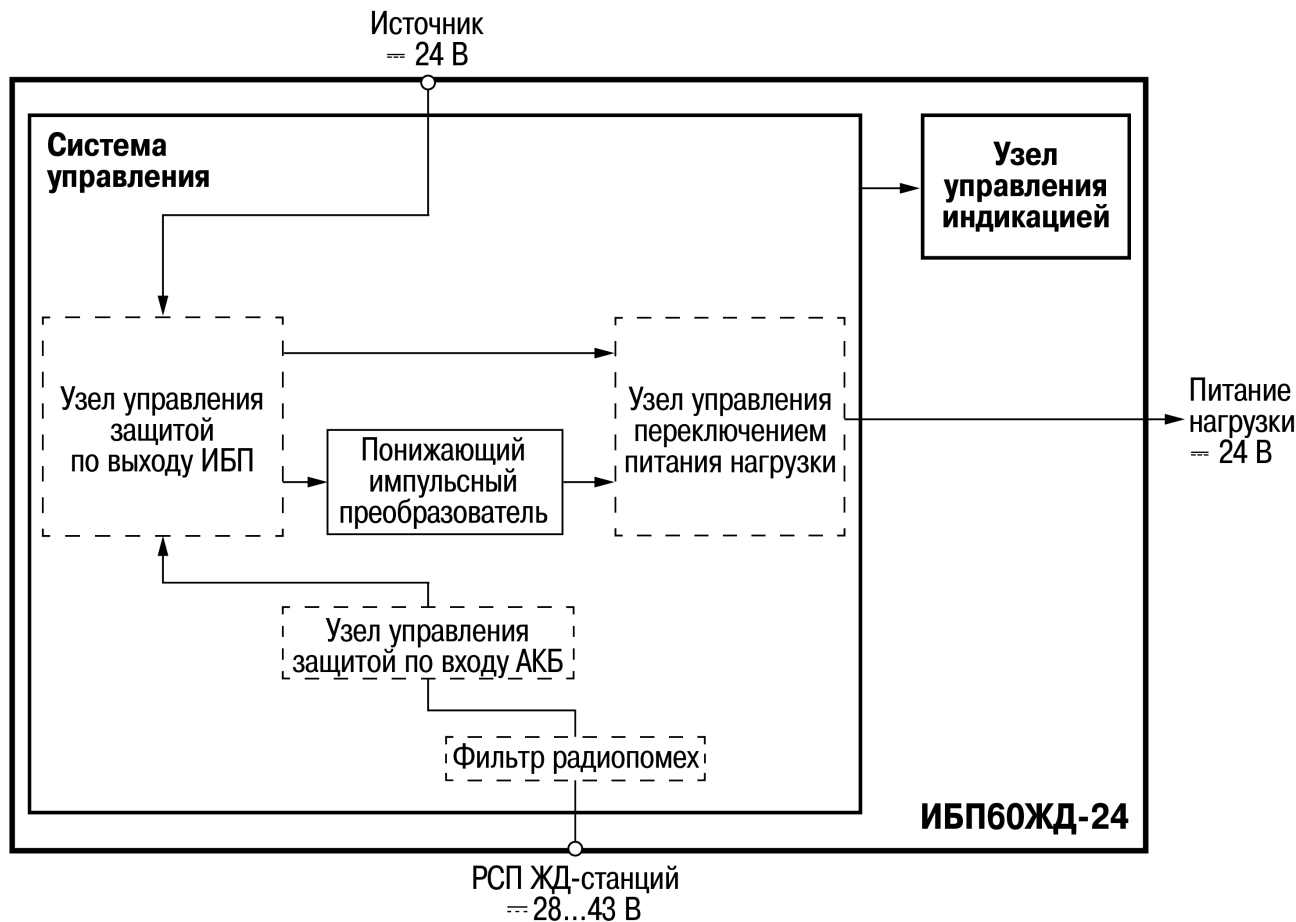 Источник
⎓ 24 В
Система
управления
Узел
управления
индикацией
Узел управления
защитой
по выходу ИБП
Понижающий
импульсный
преобразователь
Узел управления
переключением
питания нагрузки
Питание
нагрузки
⎓ 24 В
Узел управления
защитой по входу АКБ
Фильтр радиопомех
ИБП60ЖД-24
РСП ЖД-станций
⎓ 28...43 В